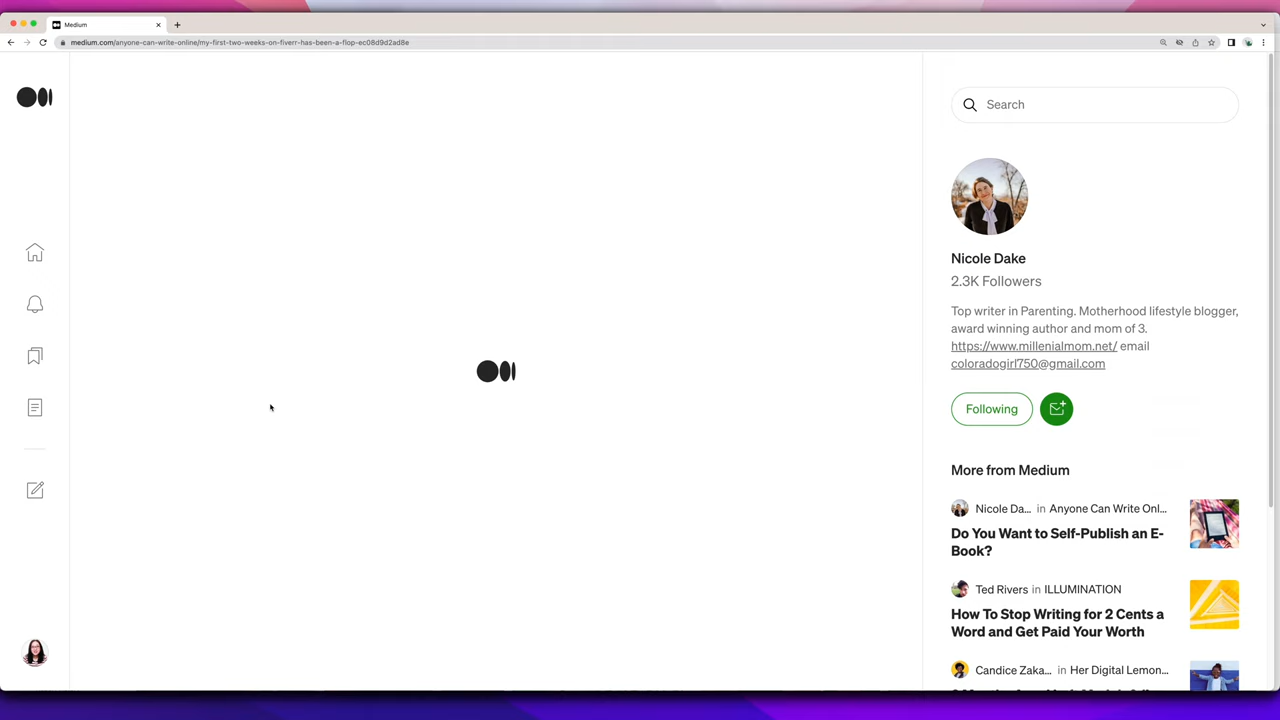 Medium
medium.com/anyone-can-write-online/my-first-two-weeks-on-fiverr-has-been-a-flop-ec08d9d2ad8e
Search
Nicole Dake
2.3K Followers
Top writer in Parenting. Motherhood lifestyle blogger,
award winning author and mom of 3.
https://www.millenialmom.net/ email
coloradogirl750@gmail.com
Following
More from Medium
Nicole Da... in Anyone Can Write Onl...
Do You Want to Self-Publish an E-
Book?
Ted Rivers in ILLUMINATION
How To Stop Writing for 2 Cents a
Word and Get Paid Your Worth
Candice Zaka... in Her Digital Lemon...